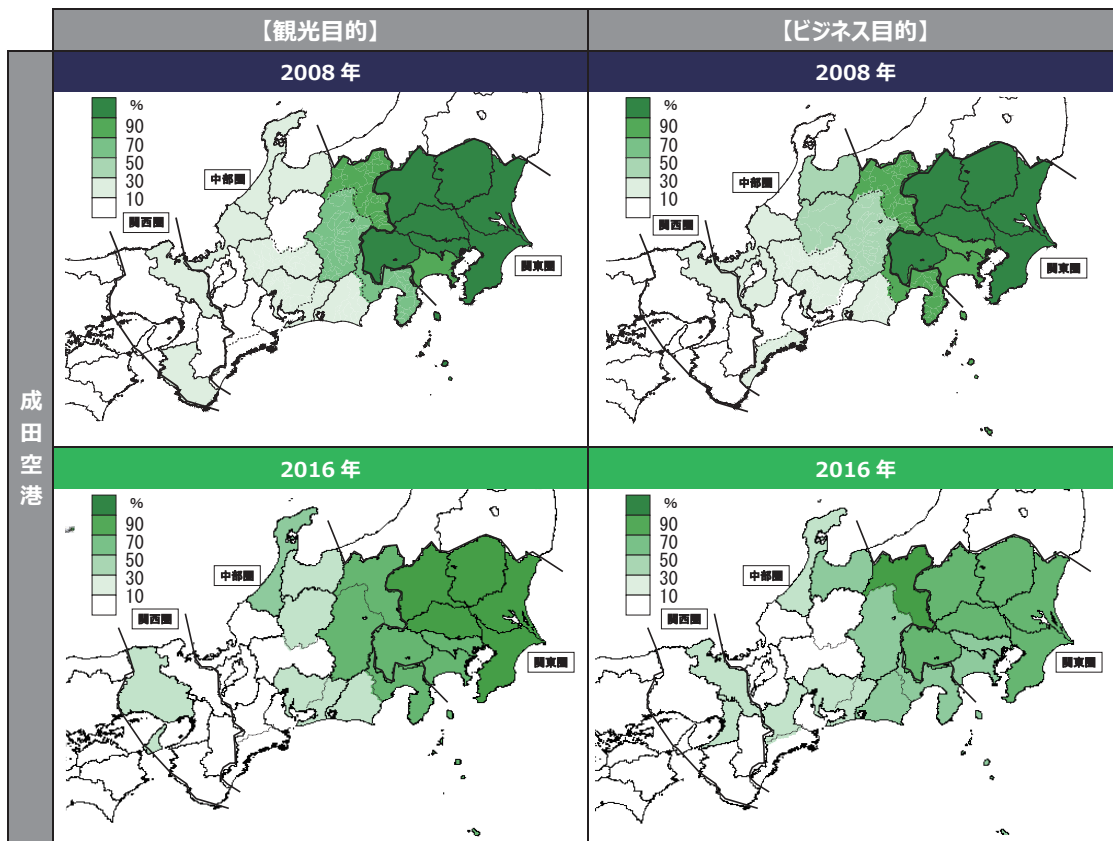 【観光目的】
【ビジネス目的】
2008 年
2008 年
成田空港
%
90
70
50
30
10
中部圏
関西圏
関東圏
%
90
70
50
30
10
中部圏
関西圏
関東圏
2016 年
2016 年
%
90
70
50
30
10
中部圏
関西圏
関東圏
%
90
70
50
30
10
中部圏
関西圏
関東圏